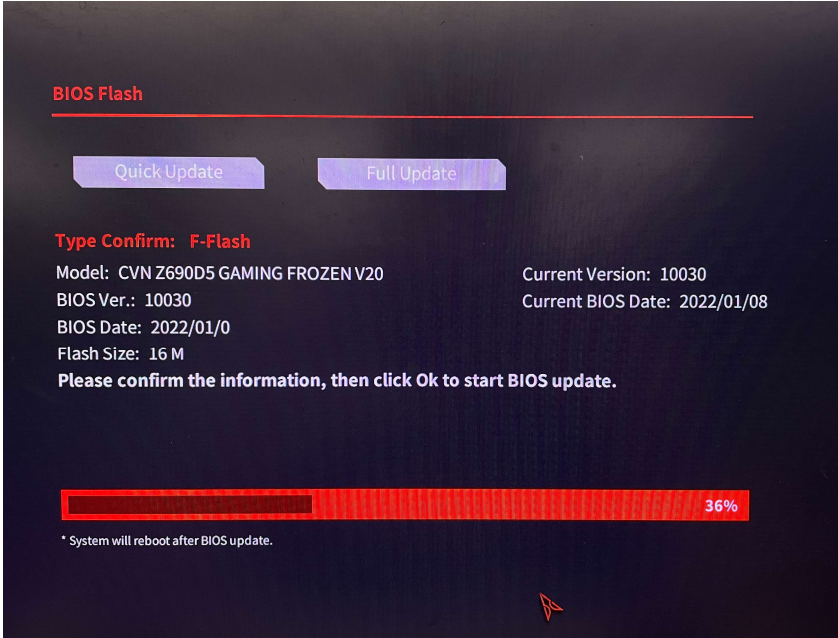 BIOS Flash
Quick Update
Full Update
Type Confirm: F-Flash
Model: CVN Z690D5 GAMING FROZEN V20
Current Version: 10030
BIOS Ver.: 10030
Current BIOS Date: 2022/01/08
BIOS Date: 2022/01/0
Flash Size: 16 M
Please confirm the information, then click Ok to start BIOS update.
36%
* System will reboot after BIOS update.